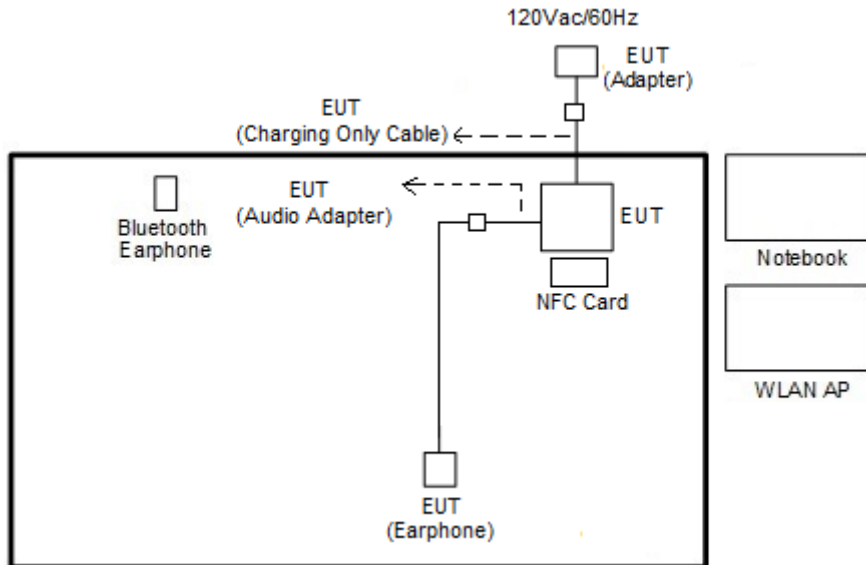 120Vac/60Hz
EUT
(Adapter)
EUT
(Charging Only Cable)
EUT
(Audio Adapter)
Bluetooth
Earphone
EUT
NFC Card
Notebook
WLAN AP
EUT
(Earphone)